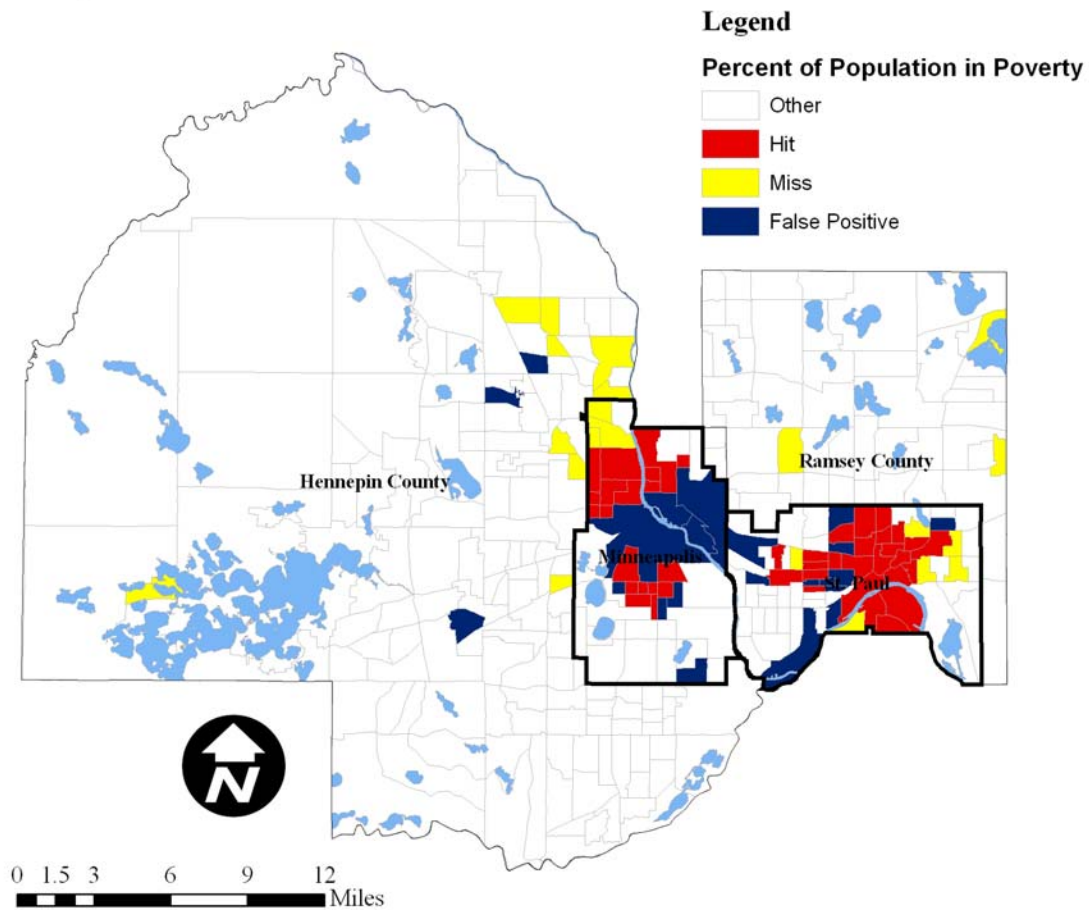 Legend
Percent of Population in Poverty
Other
Hit
Miss
False Positive
Hennepin County
Ramsey County
Minneapolis
St. Paul
N
0 1.5 3 6 9 12
Miles